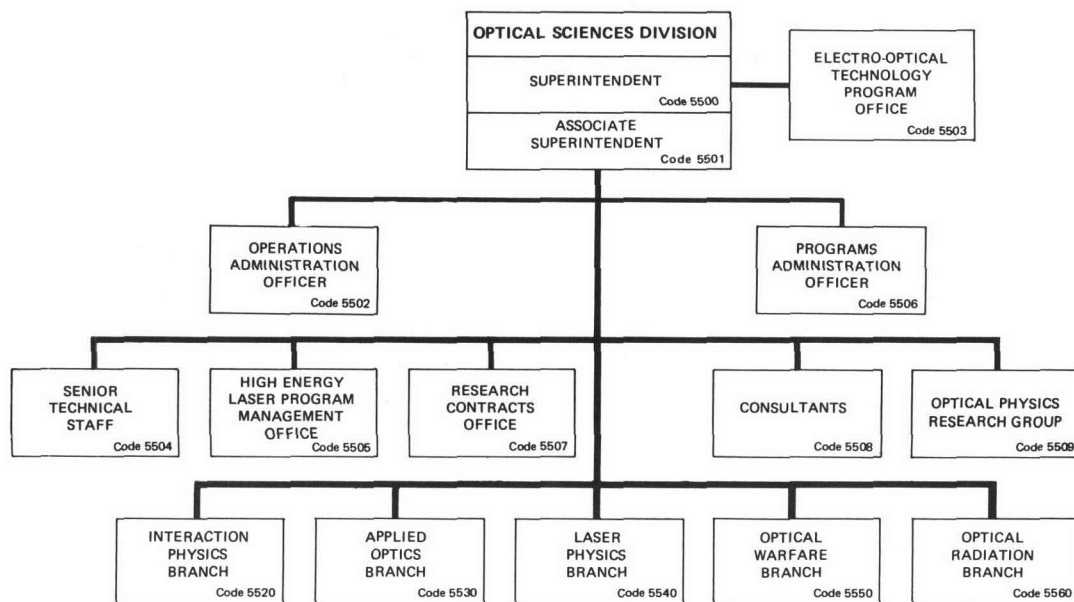 OPTICAL SCIENCES DIVISION
SUPERINTENDENT
Code 5500
ASSOCIATE
SUPERINTENDENT
Code 5501
ELECTRO-OPTICAL
TECHNOLOGY
PROGRAM
OFFICE
Code 5503
OPERATIONS
ADMINISTRATION
OFFICER
Code 5502
PROGRAMS
ADMINISTRATION
OFFICER
Code 5506
SENIOR
TECHNICAL
STAFF
Code 5504
HIGH ENERGY
LASER PROGRAM
MANAGEMENT
OFFICE
Code 5505
RESEARCH
CONTRACTS
OFFICE
Code 5507
CONSULTANTS
Code 5508
OPTICAL PHYSICS
RESEARCH GROUP
Code 5509
INTERACTION
PHYSICS
BRANCH
Code 5520
APPLIED
OPTICS
BRANCH
Code 5530
LASER
PHYSICS
BRANCH
Code 5540
OPTICAL
WARFARE
BRANCH
Code 5550
OPTICAL
RADIATION
BRANCH
Code 5560